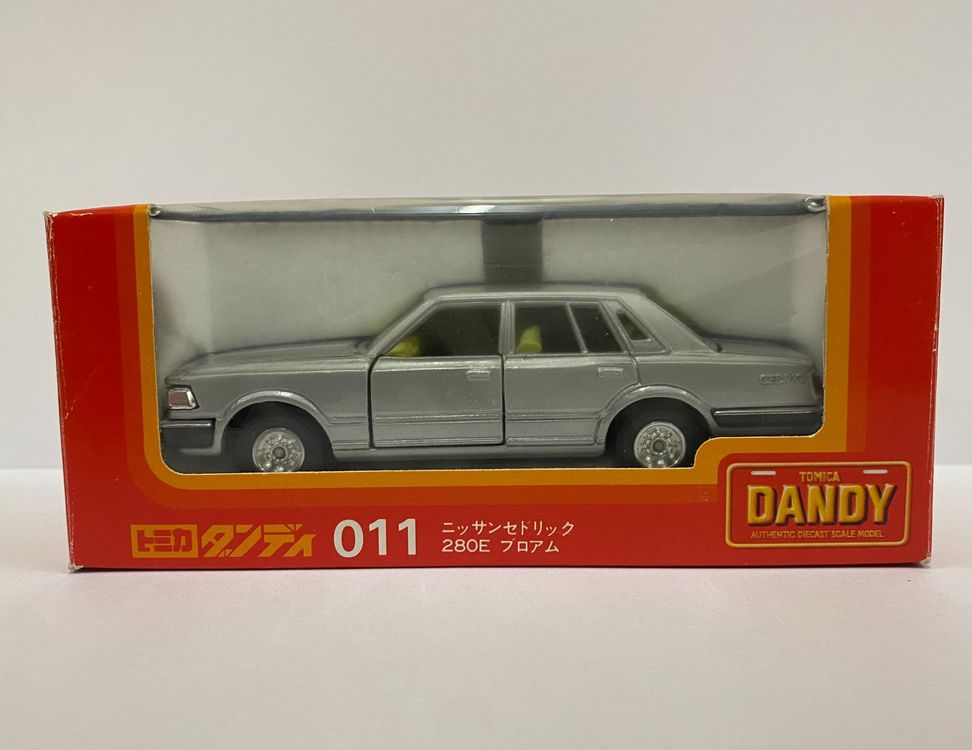 CEDRIC
トミカ ダンディ 011 ニッサンセドリック
280E ブロアム
TOMICA
DANDY
AUTHENTIC DIECAST SCALE MODEL